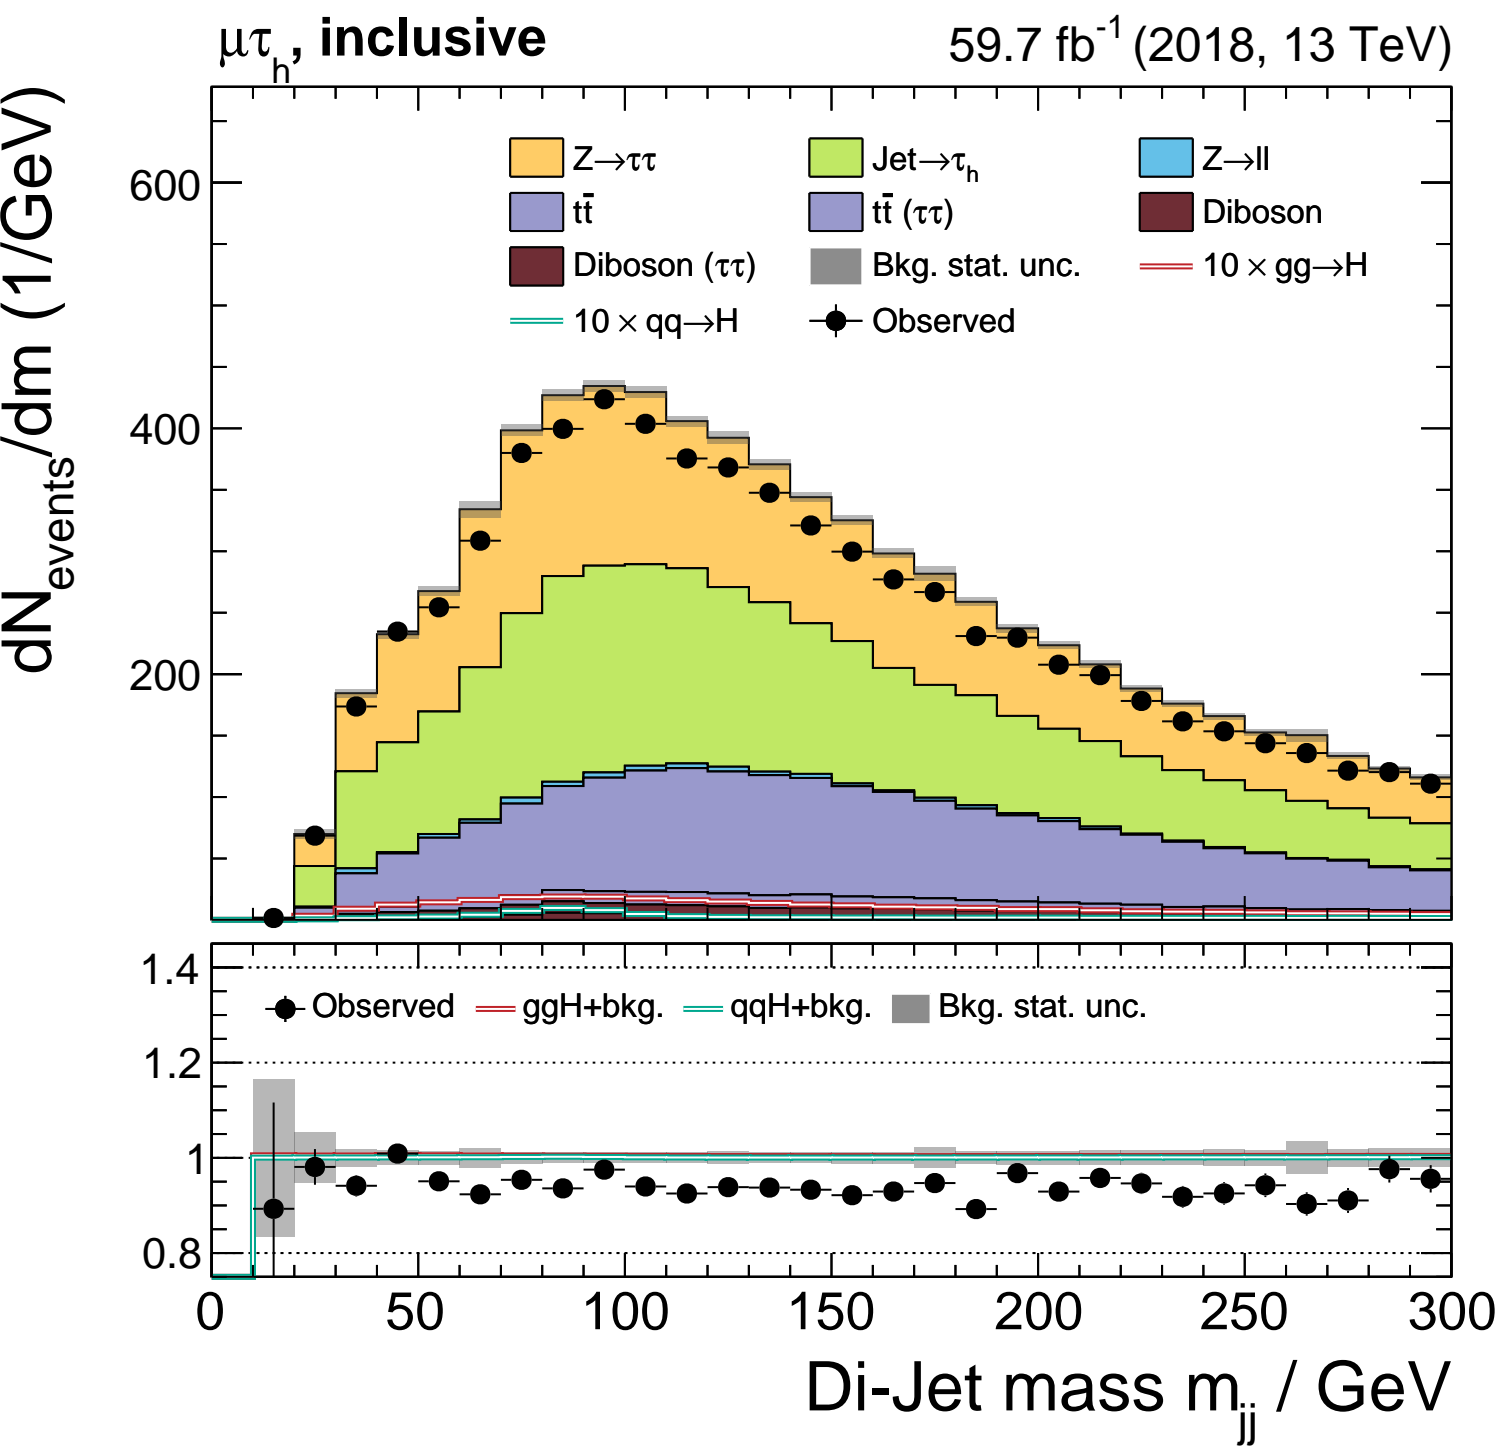 μτh, inclusive 59.7 fb-1 (2018, 13 TeV)
dNevents/dm (1/GeV)
600
400
200
Z→ττ Jet→τh Z→ll
tt̄ tt̄ (ττ) Diboson
Diboson (ττ) Bkg. stat. unc. 10 × gg→H
10 × qq→H Observed
1.4
1.2
1
0.8
Observed ggH+bkg. qqH+bkg. Bkg. stat. unc.
0 50 100 150 200 250 300
Di-Jet mass mjj / GeV